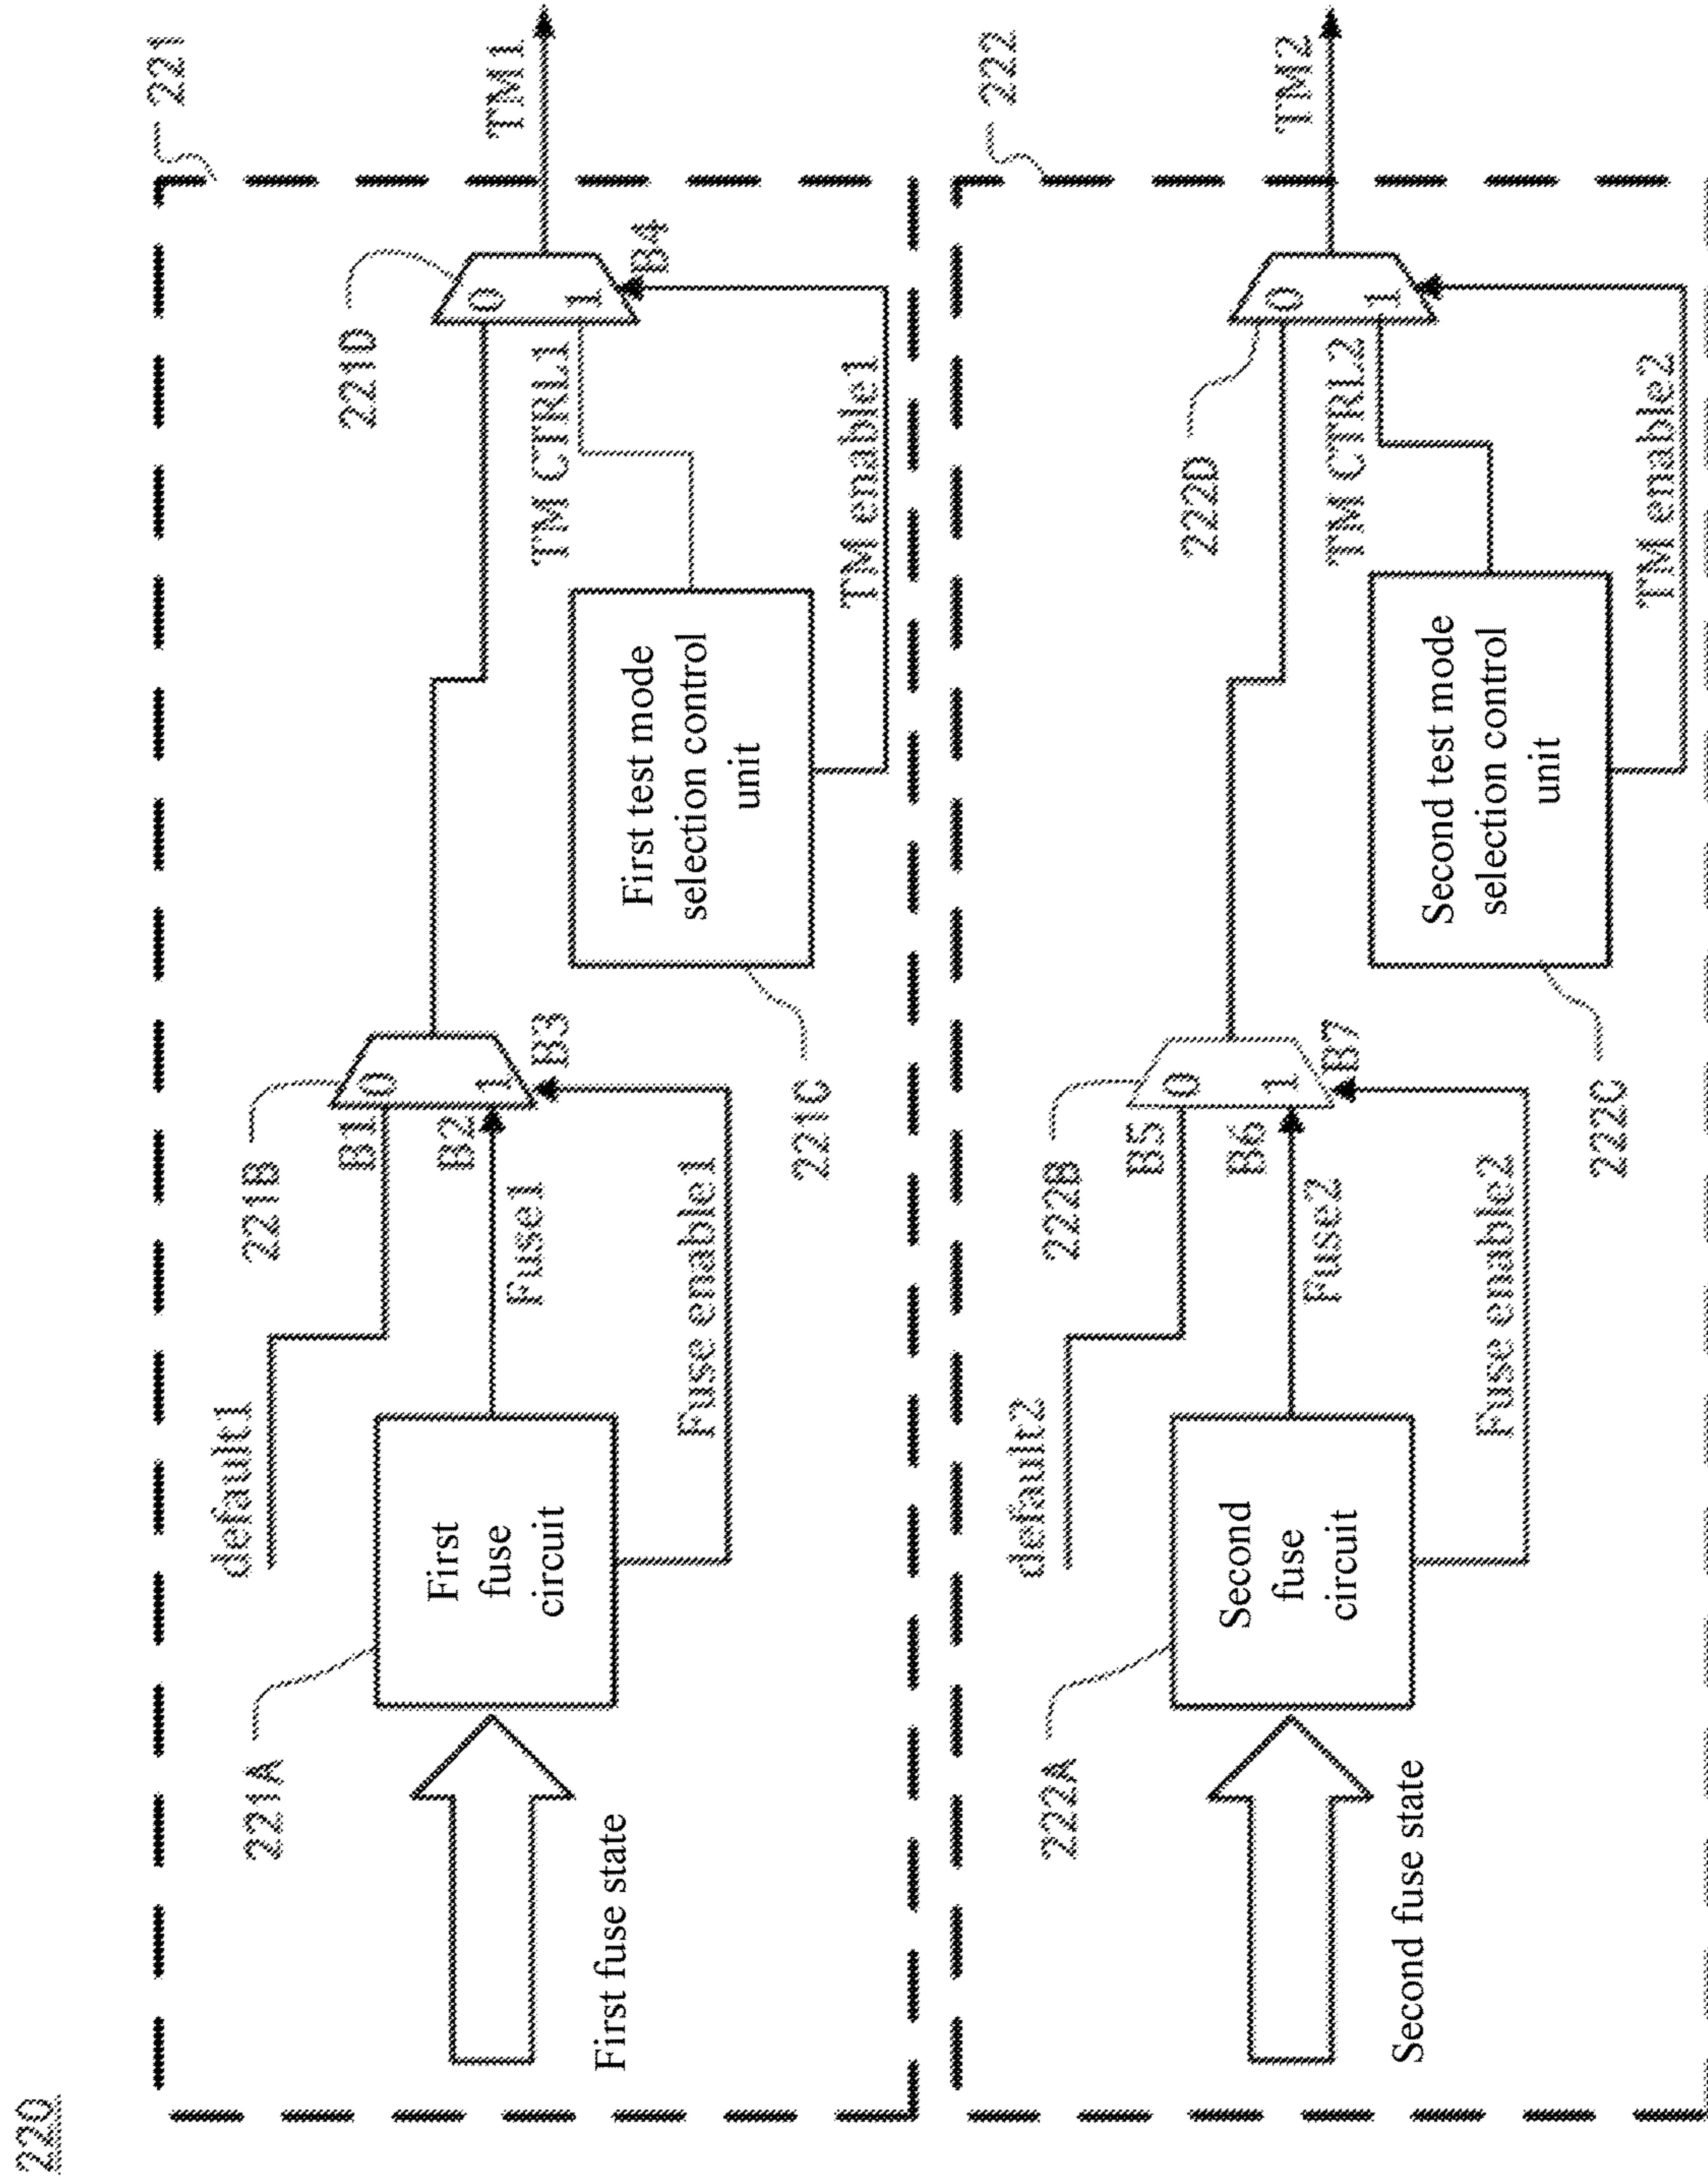 220
221
First fuse state
221A
First
fuse
circuit
default1
Fuse1
Fuse enable1
221B
B1
B2
0
1
B3
221C
First test mode
selection control
unit
TM CTRL1
TM enable1
221D
0
1
B4
TM1
222
Second fuse state
222A
Second
fuse
circuit
default2
Fuse2
Fuse enable2
222B
B5
B6
0
1
B7
222C
Second test mode
selection control
unit
TM CTRL2
TM enable2
222D
0
1
TM2